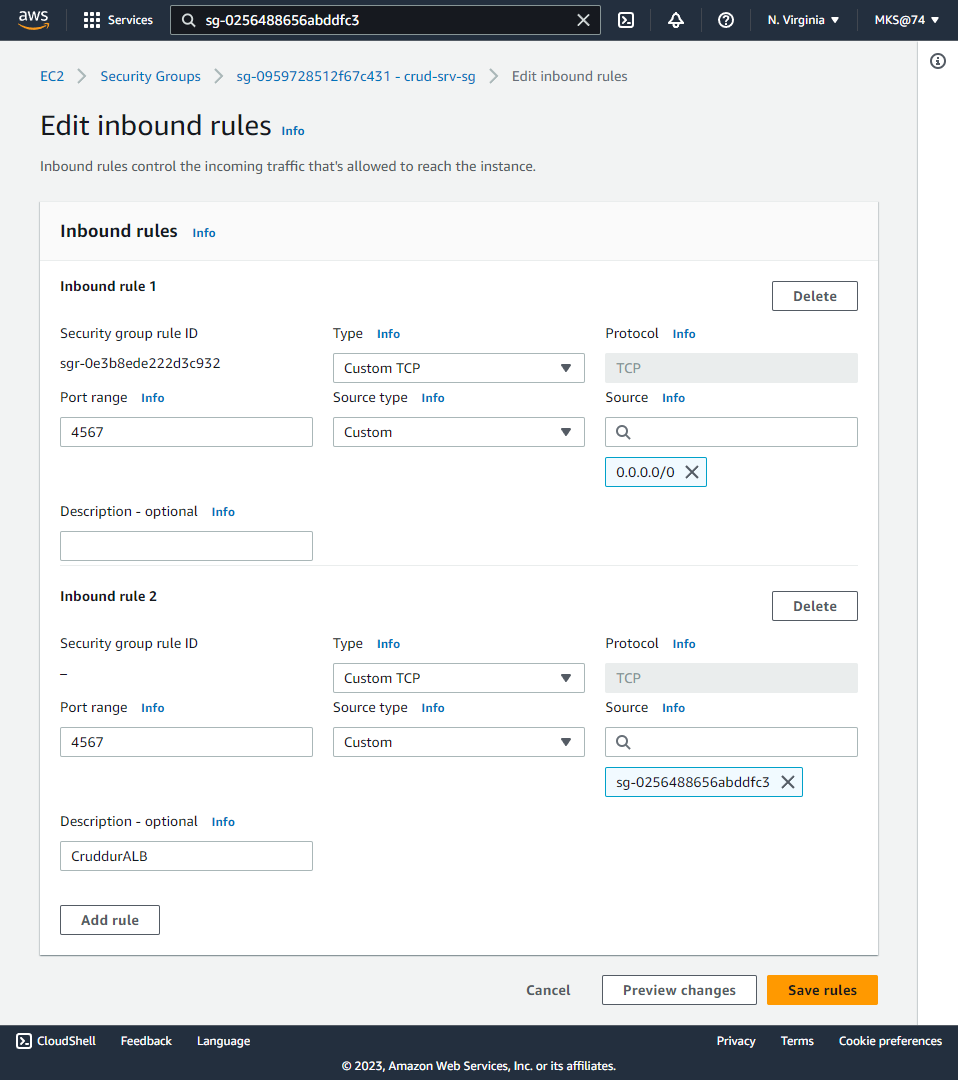 aws Services sg-0256488656abddfc3 N. Virginia MKS@74
EC2 Security Groups sg-0959728512f67c431 - crud-srv-sg Edit inbound rules
Edit inbound rules Info
Inbound rules control the incoming traffic that's allowed to reach the instance.
Inbound rules Info
Inbound rule 1
Delete
Security group rule ID Type Info Protocol Info
sgr-0e3b8ede222d3c932 Custom TCP TCP
Port range Info Source type Info Source Info
4567 Custom
0.0.0.0/0
Description - optional Info
Inbound rule 2
Delete
Security group rule ID Type Info Protocol Info
– Custom TCP TCP
Port range Info Source type Info Source Info
4567 Custom
sg-0256488656abddfc3
Description - optional Info
CruddurALB
Add rule
Cancel Preview changes Save rules
CloudShell Feedback Language Privacy Terms Cookie preferences
© 2023, Amazon Web Services, Inc. or its affiliates.